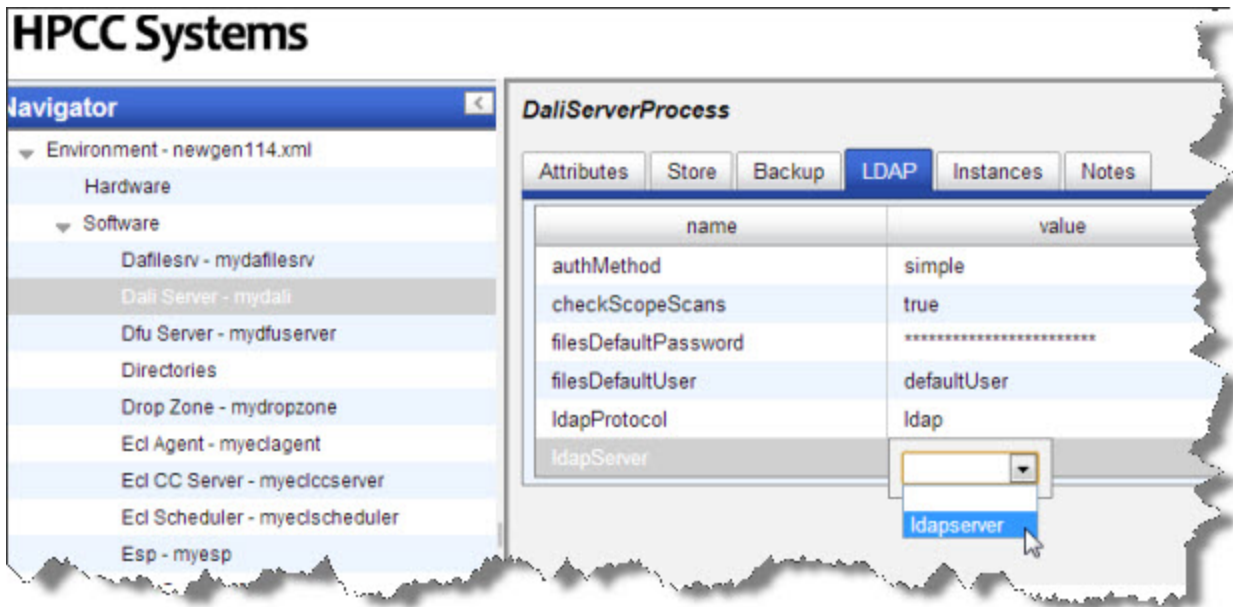 HPCC Systems
Navigator
Environment - newgen114.xml
Hardware
Software
Dafilesrv - mydafilesrv
Dali Server - mydali
Dfu Server - mydfuserver
Directories
Drop Zone - mydropzone
Ecl Agent - myeclagent
Ecl CC Server - myeclccserver
Ecl Scheduler - myeclscheduler
Esp - myesp
DaliServerProcess
Attributes Store Backup LDAP Instances Notes
name value
authMethod simple
checkScopeScans true
filesDefaultPassword ************************
filesDefaultUser defaultUser
ldapProtocol ldap
ldapServer
ldapserver